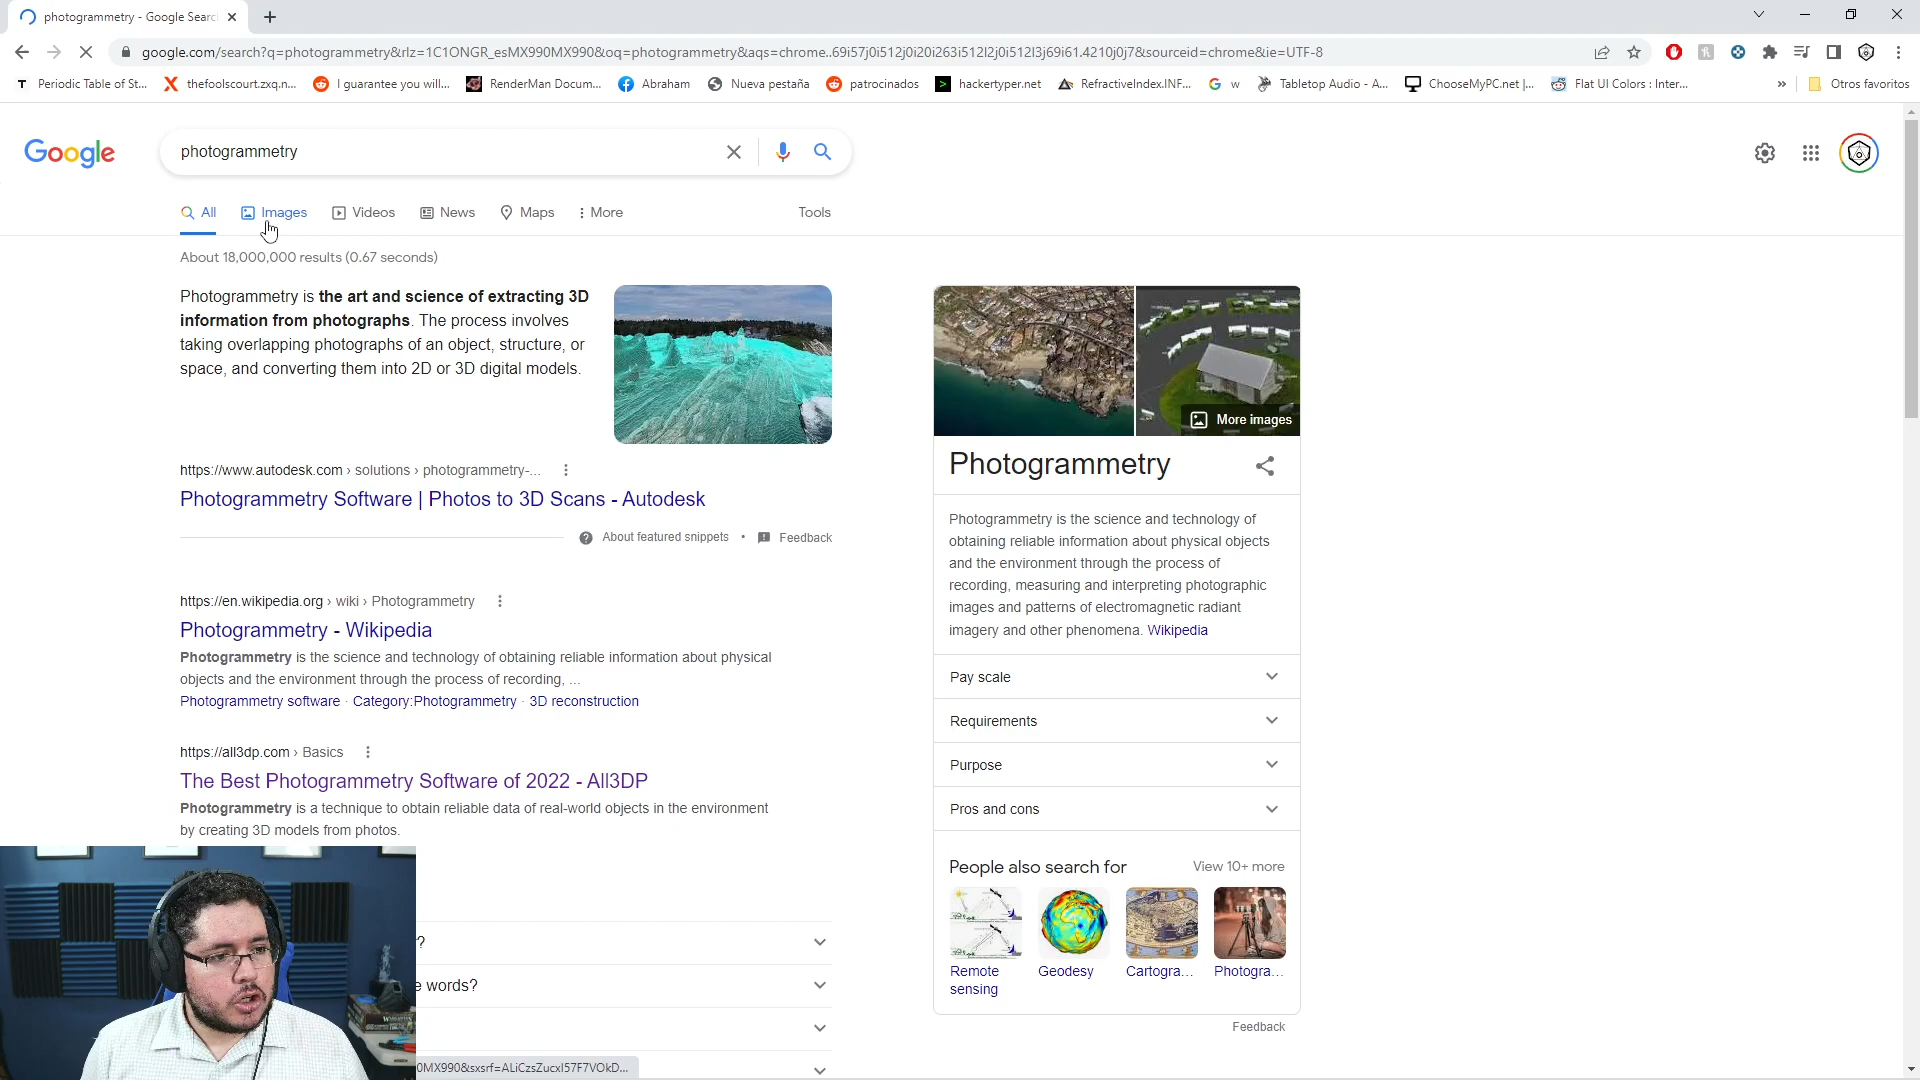 photogrammetry - Google Searc
google.com/search?q=photogrammetry&rlz=1C1ONGR_esMX990MX990&oq=photogrammetry&aqs=chrome..69i57j0i512j0i20i263i512l2j0i512l3j69i61.4210j0j7&sourceid=chrome&ie=UTF-8
Periodic Table of St... thefoolscourt.zxq.n... I guarantee you will... RenderMan Docum... Abraham Nueva pestaña patrocinados hackertyper.net RefractiveIndex.INF... w Tabletop Audio - A... ChooseMyPC.net |... Flat UI Colors : Inter... » Otros favoritos
Google
photogrammetry
All Images Videos News Maps More Tools
About 18,000,000 results (0.67 seconds)
Photogrammetry is the art and science of extracting 3D
information from photographs. The process involves
taking overlapping photographs of an object, structure, or
space, and converting them into 2D or 3D digital models.
https://www.autodesk.com › solutions › photogrammetry-...
Photogrammetry Software | Photos to 3D Scans - Autodesk
About featured snippets • Feedback
https://en.wikipedia.org › wiki › Photogrammetry
Photogrammetry - Wikipedia
Photogrammetry is the science and technology of obtaining reliable information about physical
objects and the environment through the process of recording, ...
Photogrammetry software · Category:Photogrammetry · 3D reconstruction
https://all3dp.com › Basics
The Best Photogrammetry Software of 2022 - All3DP
Photogrammetry is a technique to obtain reliable data of real-world objects in the environment
by creating 3D models from photos.
?
e words?
0MX990&sxsrf=ALiCzsZucxI57F7VOkD...
More images
Photogrammetry
Photogrammetry is the science and technology of
obtaining reliable information about physical objects
and the environment through the process of
recording, measuring and interpreting photographic
images and patterns of electromagnetic radiant
imagery and other phenomena. Wikipedia
Pay scale
Requirements
Purpose
Pros and cons
People also search for View 10+ more
Remote
sensing
Geodesy
Cartogra...
Photogra...
Feedback